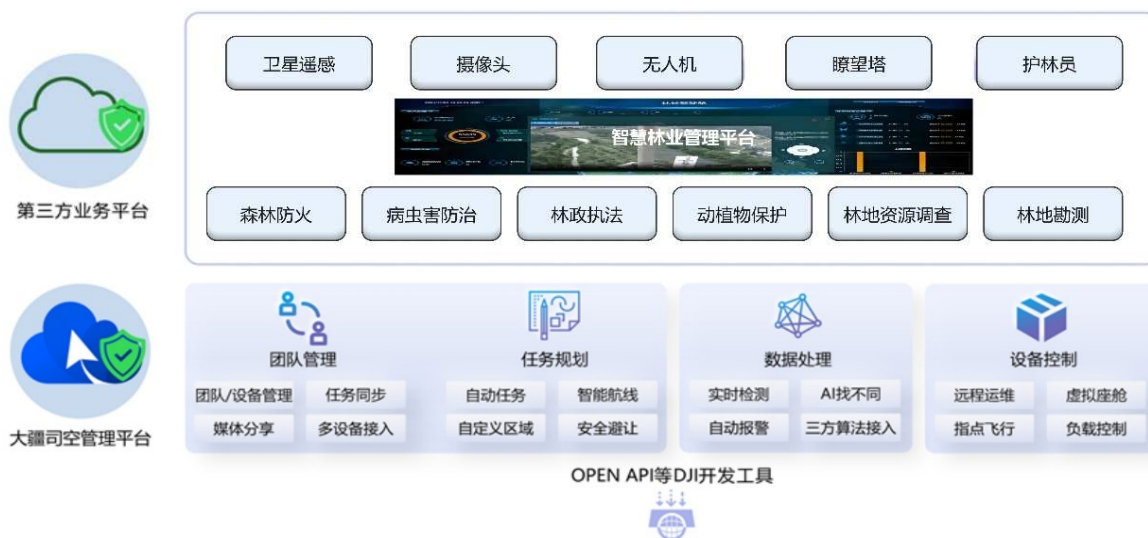 卫星遥感
摄像头
无人机
瞭望塔
护林员
智慧林业管理平台
第三方业务平台
森林防火
病虫害防治
林政执法
动植物保护
林地资源调查
林地勘测
团队管理
任务规划
数据处理
设备控制
团队/设备管理
任务同步
自动任务
智能航线
实时检测
AI找不同
远程运维
虚拟座舱
媒体分享
多设备接入
自定义区域
安全避让
自动报警
三方算法接入
指点飞行
负载控制
大疆司空管理平台
OPEN API等DJI开发工具